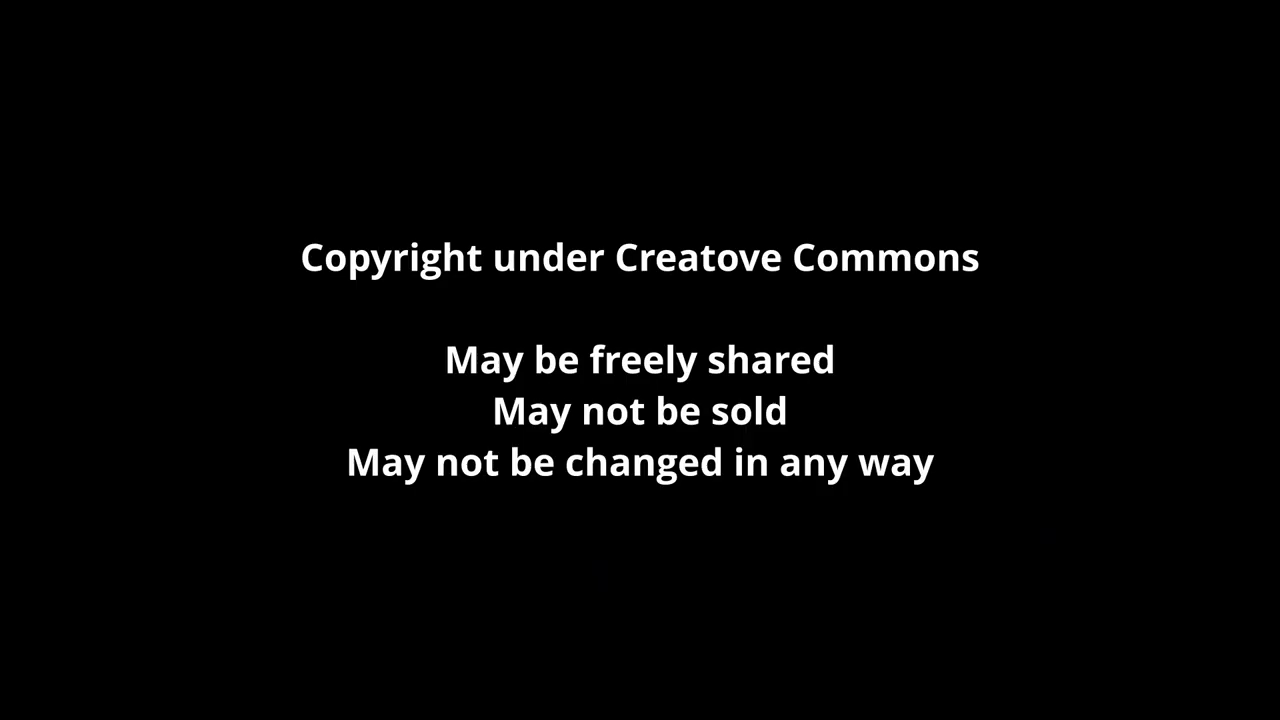 Copyright under Creatove Commons
May be freely shared
May not be sold
May not be changed in any way